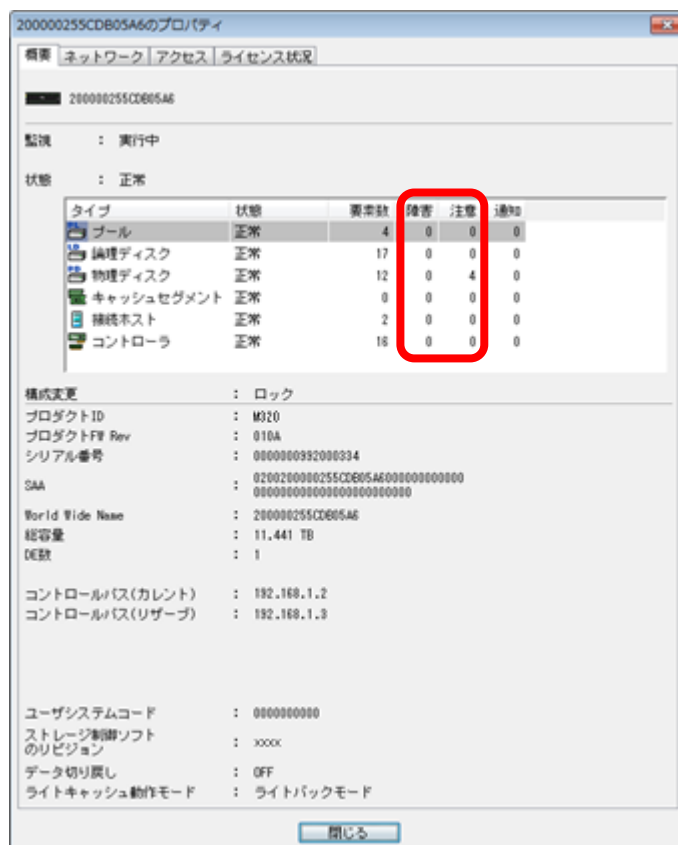 200000255CDB05A6のプロパティ
概要 ネットワーク アクセス ライセンス状況
200000255CDB05A6
監視 : 実行中
状態 : 正常
タイプ 状態 要素数 障害 注意 通知
プール 正常 4 0 0 0
論理ディスク 正常 17 0 0 0
物理ディスク 正常 12 0 4 0
キャッシュセグメント 正常 0 0 0 0
接続ホスト 正常 2 0 0 0
コントローラ 正常 16 0 0 0
構成変更 : ロック
プロダクトID : M320
プロダクトFW Rev : 010A
シリアル番号 : 0000000992000334
SAA : 0200200000255CDB05A6000000000000
000000000000000000000000
World Wide Name : 200000255CDB05A6
総容量 : 11.441 TB
DE数 : 1
コントロールパス(カレント) : 192.168.1.2
コントロールパス(リザーブ) : 192.168.1.3
ユーザシステムコード : 0000000000
ストレージ制御ソフト
のリビジョン : xxxx
データ切り戻し : OFF
ライトキャッシュ動作モード : ライトバックモード
閉じる